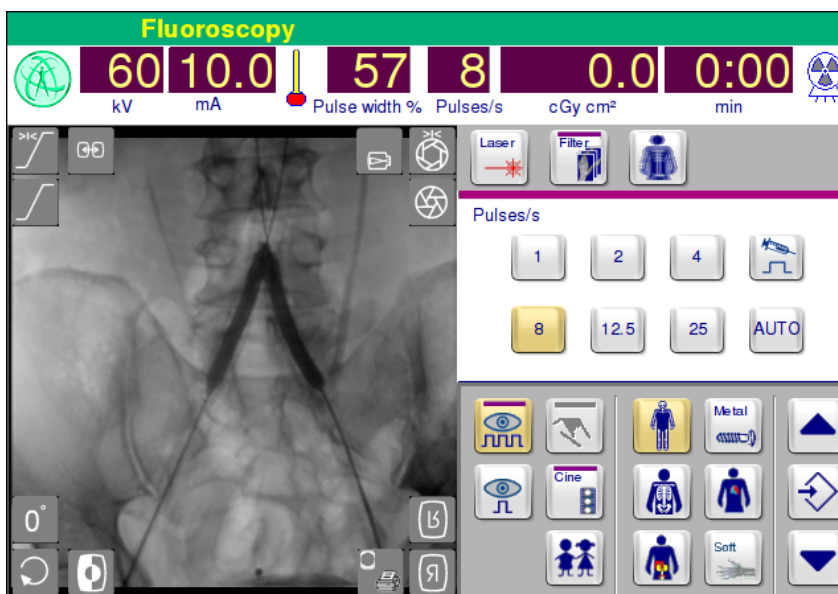 Fluoroscopy
60 10.0 57 8 0.0 0:00
kV mA Pulse width % Pulses/s cGy cm² min
Laser Filter
Pulses/s
1 2 4
8 12.5 25 AUTO
Metal
Cine
0°
Soft
R
R